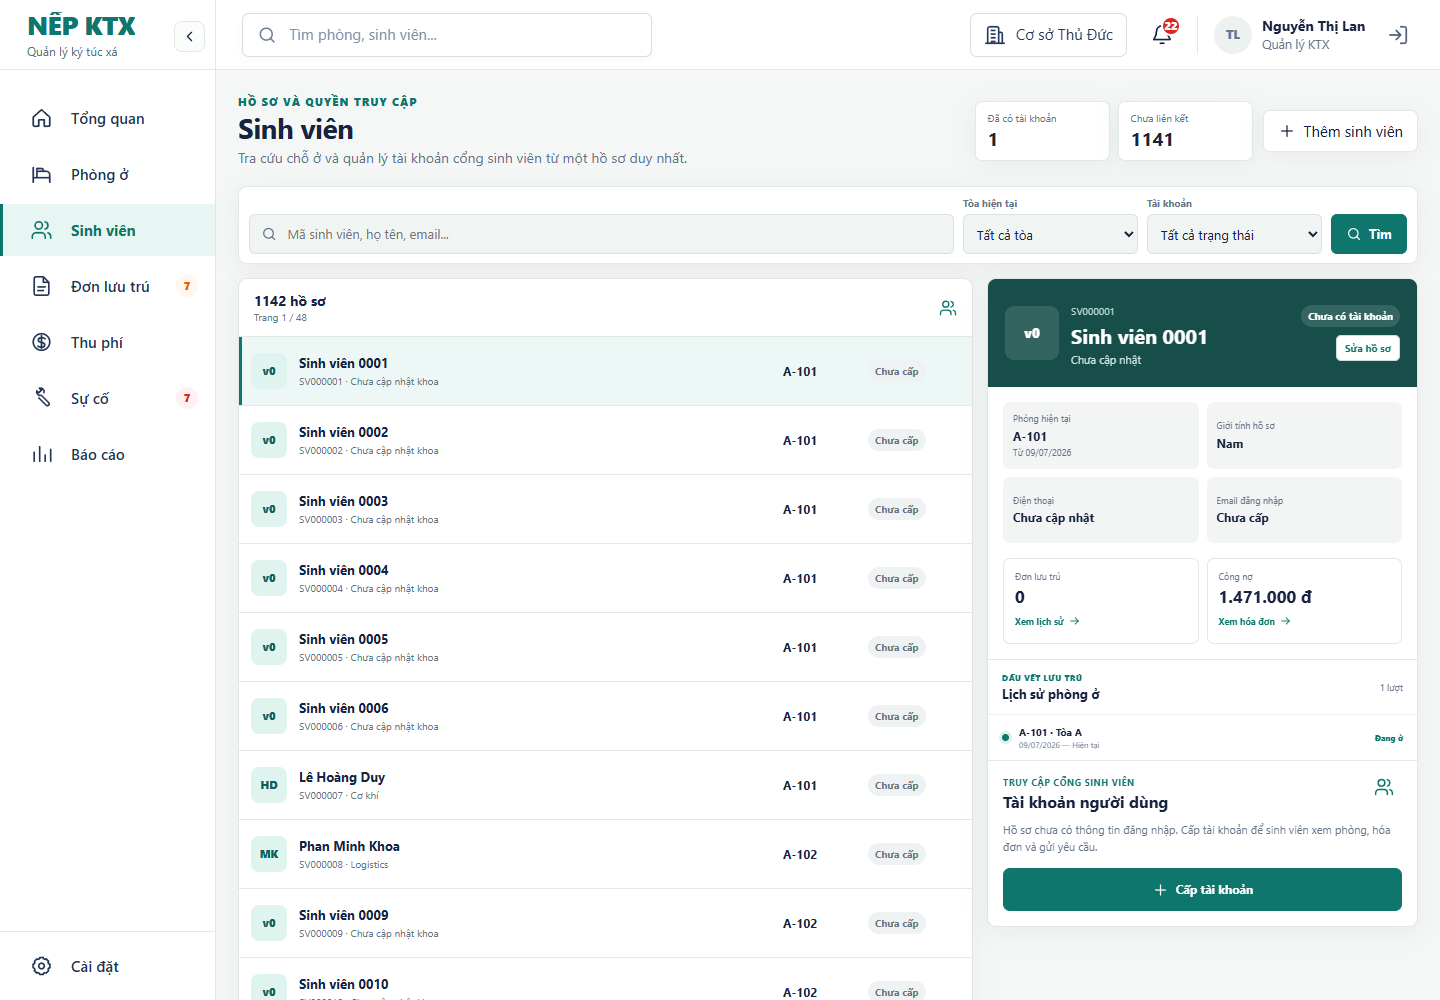 NẾP KTX
Quản lý ký túc xá
Tìm phòng, sinh viên...
Cơ sở Thủ Đức
22
TL
Nguyễn Thị Lan
Quản lý KTX
Tổng quan
Phòng ở
Sinh viên
Đơn lưu trú
7
Thu phí
Sự cố
7
Báo cáo
Cài đặt
HỒ SƠ VÀ QUYỀN TRUY CẬP
Sinh viên
Tra cứu chỗ ở và quản lý tài khoản cổng sinh viên từ một hồ sơ duy nhất.
Đã có tài khoản
1
Chưa liên kết
1141
Thêm sinh viên
Mã sinh viên, họ tên, email...
Tòa hiện tại
Tất cả tòa
Tài khoản
Tất cả trạng thái
Tìm
1142 hồ sơ
Trang 1 / 48
v0
Sinh viên 0001
SV000001 · Chưa cập nhật khoa
A-101
Chưa cấp
v0
Sinh viên 0002
SV000002 · Chưa cập nhật khoa
A-101
Chưa cấp
v0
Sinh viên 0003
SV000003 · Chưa cập nhật khoa
A-101
Chưa cấp
v0
Sinh viên 0004
SV000004 · Chưa cập nhật khoa
A-101
Chưa cấp
v0
Sinh viên 0005
SV000005 · Chưa cập nhật khoa
A-101
Chưa cấp
v0
Sinh viên 0006
SV000006 · Chưa cập nhật khoa
A-101
Chưa cấp
HD
Lê Hoàng Duy
SV000007 · Cơ khí
A-101
Chưa cấp
MK
Phan Minh Khoa
SV000008 · Logistics
A-102
Chưa cấp
v0
Sinh viên 0009
SV000009 · Chưa cập nhật khoa
A-102
Chưa cấp
v0
Sinh viên 0010
A-102
Chưa cấp
v0
SV000001
Sinh viên 0001
Chưa cập nhật
Chưa có tài khoản
Sửa hồ sơ
Phòng hiện tại
A-101
Từ 09/07/2026
Giới tính hồ sơ
Nam
Điện thoại
Chưa cập nhật
Email đăng nhập
Chưa cấp
Đơn lưu trú
0
Xem lịch sử
Công nợ
1.471.000 đ
Xem hóa đơn
DẤU VẾT LƯU TRÚ
Lịch sử phòng ở
1 lượt
A-101 · Tòa A
09/07/2026 — Hiện tại
Đang ở
TRUY CẬP CỔNG SINH VIÊN
Tài khoản người dùng
Hồ sơ chưa có thông tin đăng nhập. Cấp tài khoản để sinh viên xem phòng, hóa
đơn và gửi yêu cầu.
Cấp tài khoản